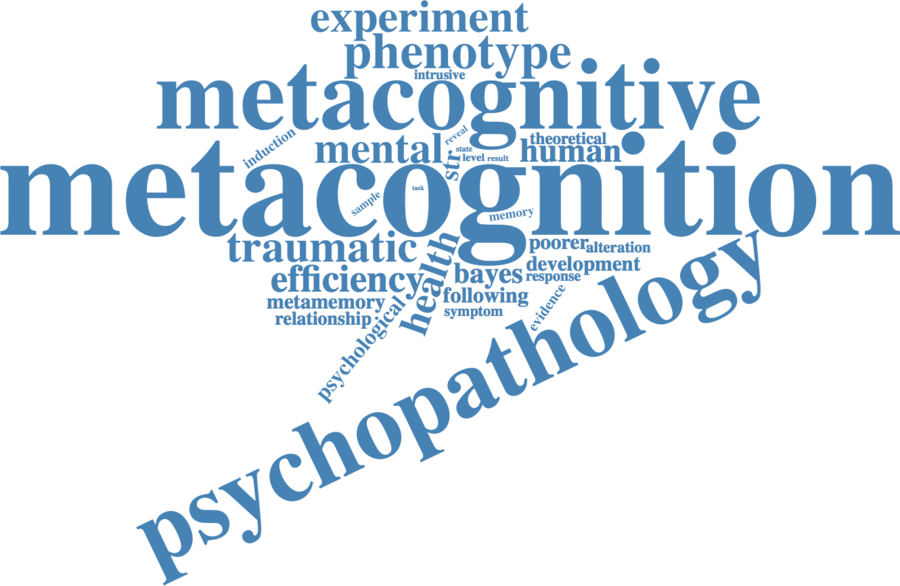 experiment
phenotype
intrusive
metacognitive
induction
mental
reveal
state
level
result
str
theoretical
human
metacognition
sample
task
memory
traumatic
health
poorer
alteration
efficiency
bayes
development
response
metamemory
following
evidence
relationship
psychological
symptom
psychopathology